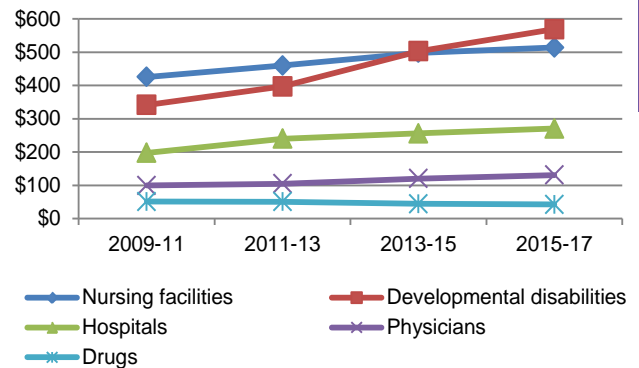 $600
$500
$400
$300
$200
$100
$0
2009-11 2011-13 2013-15 2015-17
Nursing facilities Developmental disabilities
Hospitals Physicians
Drugs